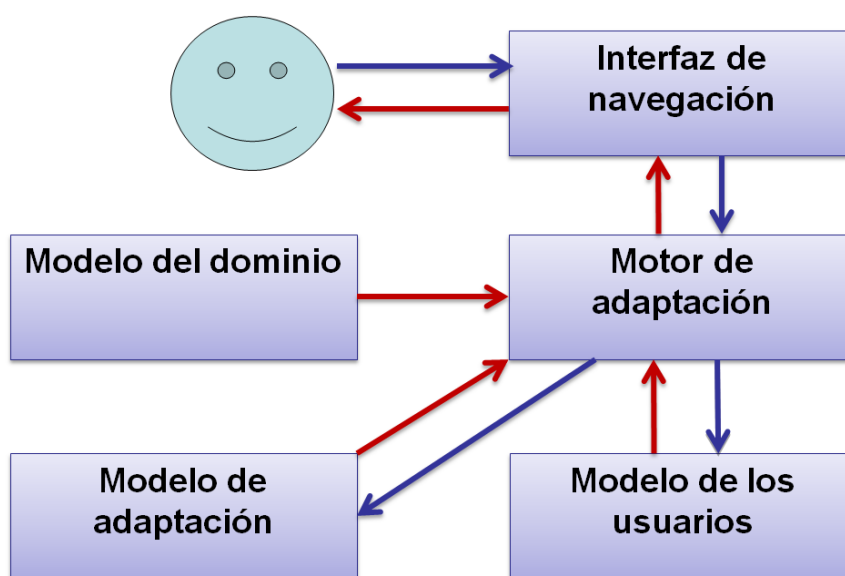 Interfaz de
navegación
Modelo del dominio
Motor de
adaptación
Modelo de
adaptación
Modelo de los
usuarios